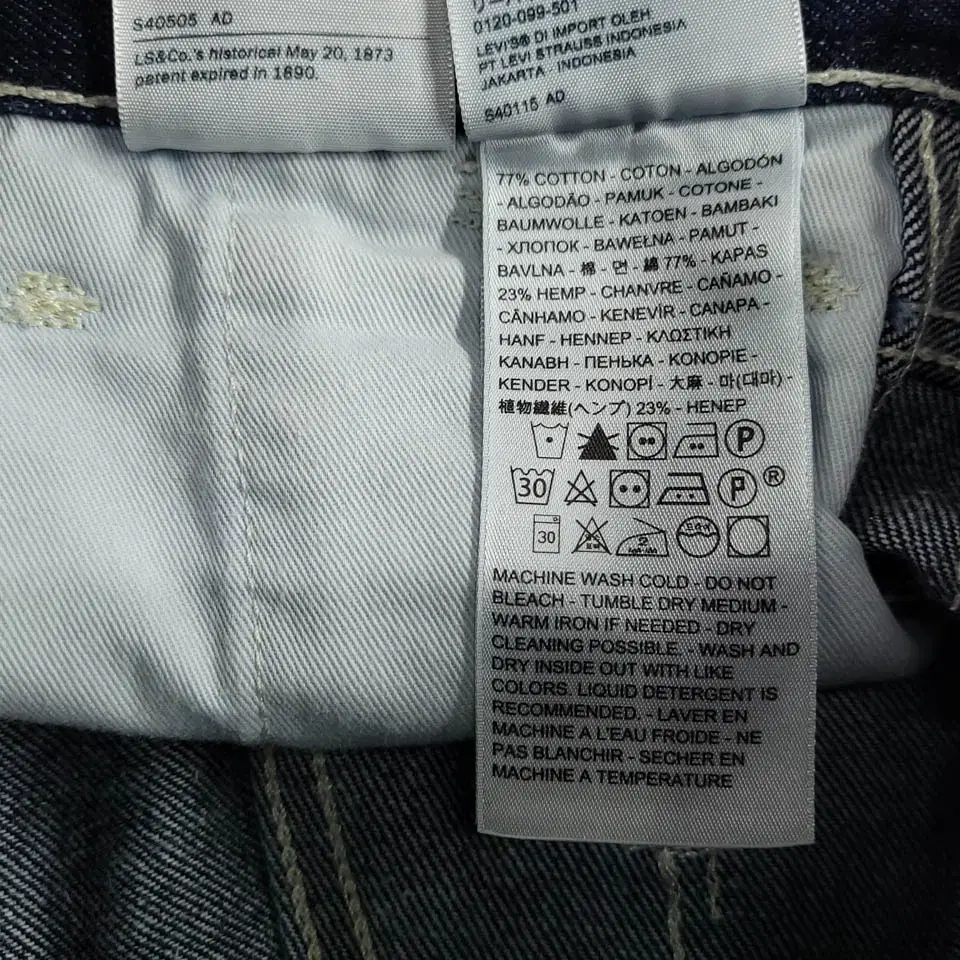 S40505 AD
LS&Co.'s historical May 20, 1873
patent expired in 1890.
0120-099-501
LEVI'S® DI IMPORT OLEH
PT LEVI STRAUSS INDONESIA
JAKARTA - INDONESIA
S40115 AD
77% COTTON - COTON - ALGODÓN
- ALGODÃO - PAMUK - COTONE -
BAUMWOLLE - KATOEN - BAMBAKI
- ХЛОПОК - BAWEŁNA - PAMUT -
BAVLNA - 棉 - 면 - 綿 77% - KAPAS
23% HEMP - CHANVRE - CAÑAMO -
CÂNHAMO - KENEVİR - CANAPA -
HANF - HENNEP - ΚΛΩΣΤΙΚΗ
KANABH - ПЕНЬКА - KONOPIE -
KENDER - KONOPÍ - 大麻 - 마(대마) -
植物繊維(ヘンプ) 23% - HENEP
P
30 P ®
30 2
MACHINE WASH COLD - DO NOT
BLEACH - TUMBLE DRY MEDIUM -
WARM IRON IF NEEDED - DRY
CLEANING POSSIBLE. - WASH AND
DRY INSIDE OUT WITH LIKE
COLORS. LIQUID DETERGENT IS
RECOMMENDED. - LAVER EN
MACHINE A L'EAU FROIDE - NE
PAS BLANCHIR - SECHER EN
MACHINE A TEMPERATURE